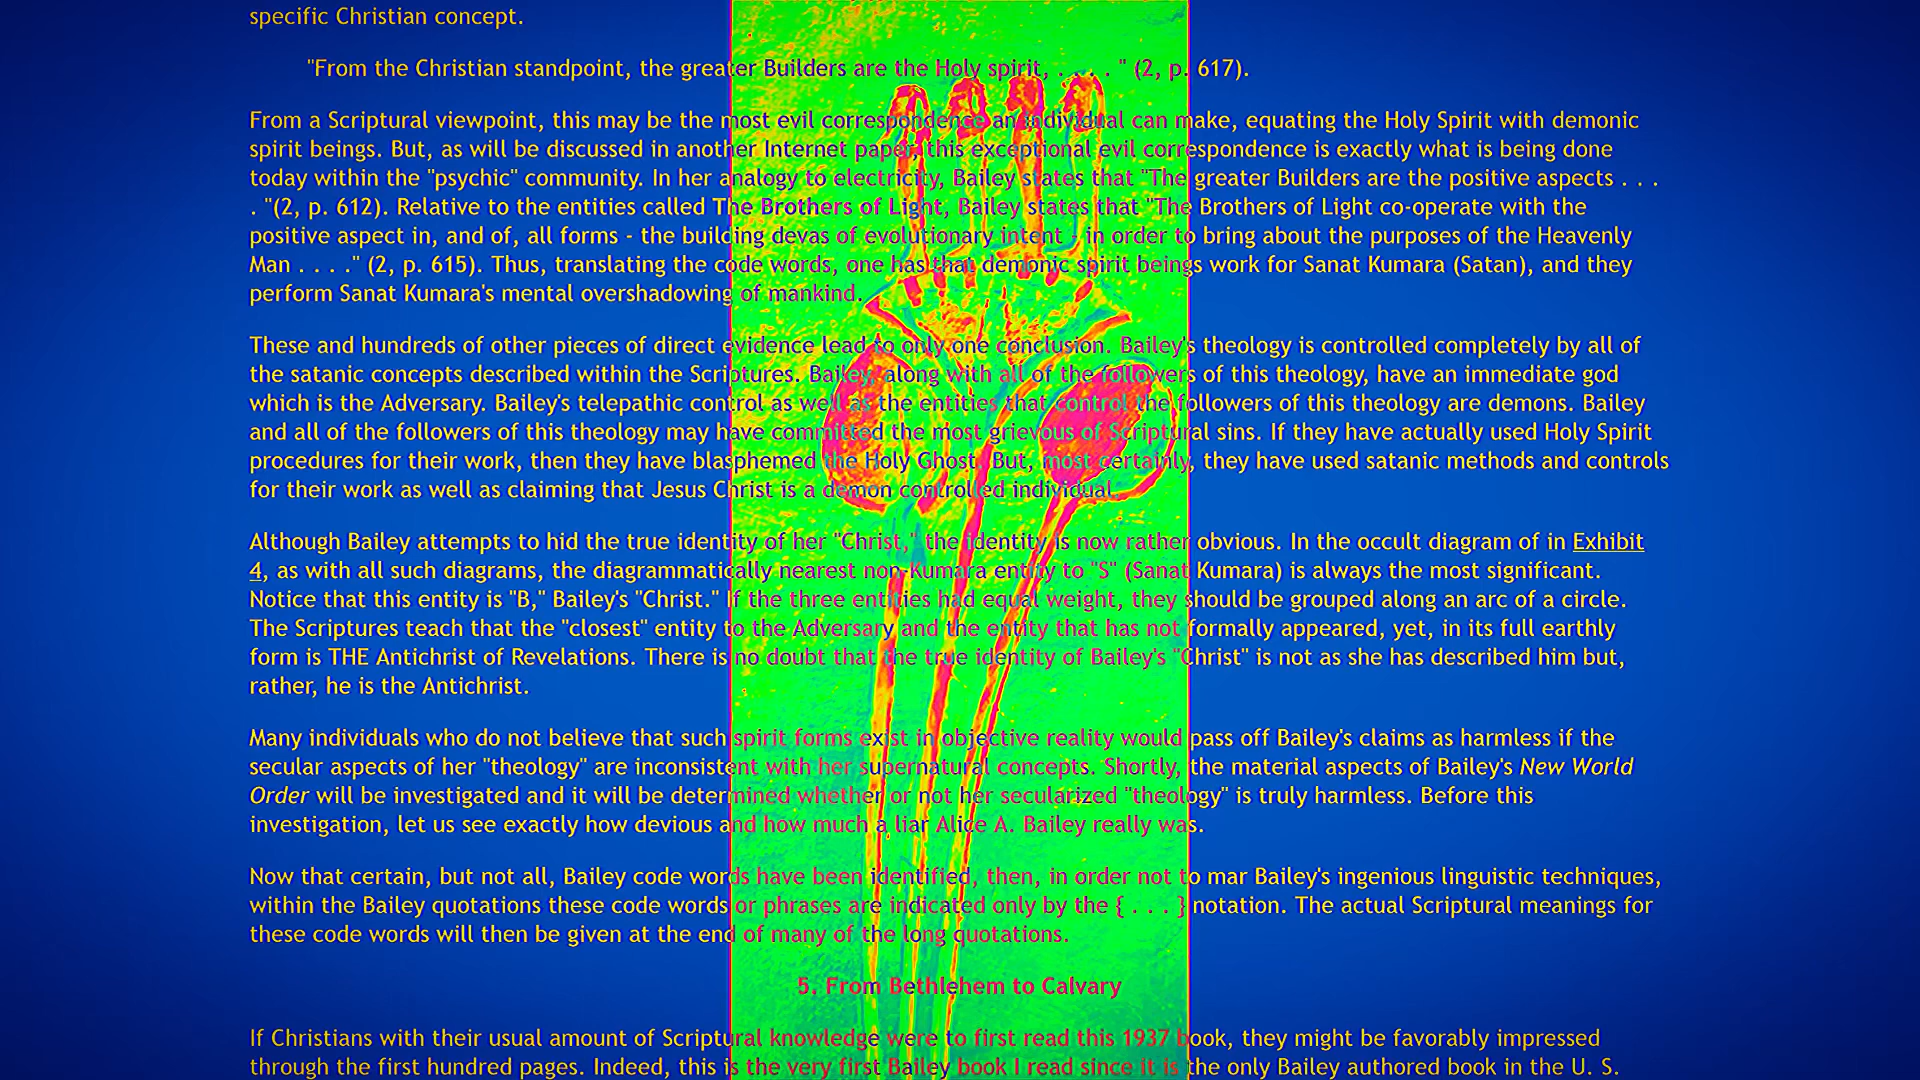 specific Christian concept.
"From the Christian standpoint, the greater Builders are the Holy spirit, . . . . " (2, p. 617).
From a Scriptural viewpoint, this may be the most evil correspondence an individual can make, equating the Holy Spirit with demonic
spirit beings. But, as will be discussed in another Internet paper, this exceptional evil correspondence is exactly what is being done
today within the "psychic" community. In her analogy to electricity, Bailey states that "The greater Builders are the positive aspects . . .
. "(2, p. 612). Relative to the entities called The Brothers of Light, Bailey states that "The Brothers of Light co-operate with the
positive aspect in, and of, all forms - the building devas of evolutionary intent - in order to bring about the purposes of the Heavenly
Man . . . ." (2, p. 615). Thus, translating the code words, one has that demonic spirit beings work for Sanat Kumara (Satan), and they
perform Sanat Kumara's mental overshadowing of mankind.
These and hundreds of other pieces of direct evidence lead to only one conclusion. Bailey's theology is controlled completely by all of
the satanic concepts described within the Scriptures. Bailey, along with all of the followers of this theology, have an immediate god
which is the Adversary. Bailey's telepathic control as well as the entities that control the followers of this theology are demons. Bailey
and all of the followers of this theology may have committed the most grievous of Scriptural sins. If they have actually used Holy Spirit
procedures for their work, then they have blasphemed the Holy Ghost. But, most certainly, they have used satanic methods and controls
for their work as well as claiming that Jesus Christ is a demon controlled individual.
Although Bailey attempts to hid the true identity of her "Christ," the identity is now rather obvious. In the occult diagram of in Exhibit
4, as with all such diagrams, the diagrammatically nearest non-Kumara entity to "S" (Sanat Kumara) is always the most significant.
Notice that this entity is "B," Bailey's "Christ." If the three entities had equal weight, they should be grouped along an arc of a circle.
The Scriptures teach that the "closest" entity to the Adversary and the entity that has not formally appeared, yet, in its full earthly
form is THE Antichrist of Revelations. There is no doubt that the true identity of Bailey's "Christ" is not as she has described him but,
rather, he is the Antichrist.
Many individuals who do not believe that such spirit forms exist in objective reality would pass off Bailey's claims as harmless if the
secular aspects of her "theology" are inconsistent with her supernatural concepts. Shortly, the material aspects of Bailey's New World
Order will be investigated and it will be determined whether or not her secularized "theology" is truly harmless. Before this
investigation, let us see exactly how devious and how much a liar Alice A. Bailey really was.
Now that certain, but not all, Bailey code words have been identified, then, in order not to mar Bailey's ingenious linguistic techniques,
within the Bailey quotations these code words or phrases are indicated only by the { . . . } notation. The actual Scriptural meanings for
these code words will then be given at the end of many of the long quotations.
5. From Bethlehem to Calvary
If Christians with their usual amount of Scriptural knowledge were to first read this 1937 book, they might be favorably impressed
through the first hundred pages. Indeed, this is the very first Bailey book I read since it is the only Bailey authored book in the U. S.